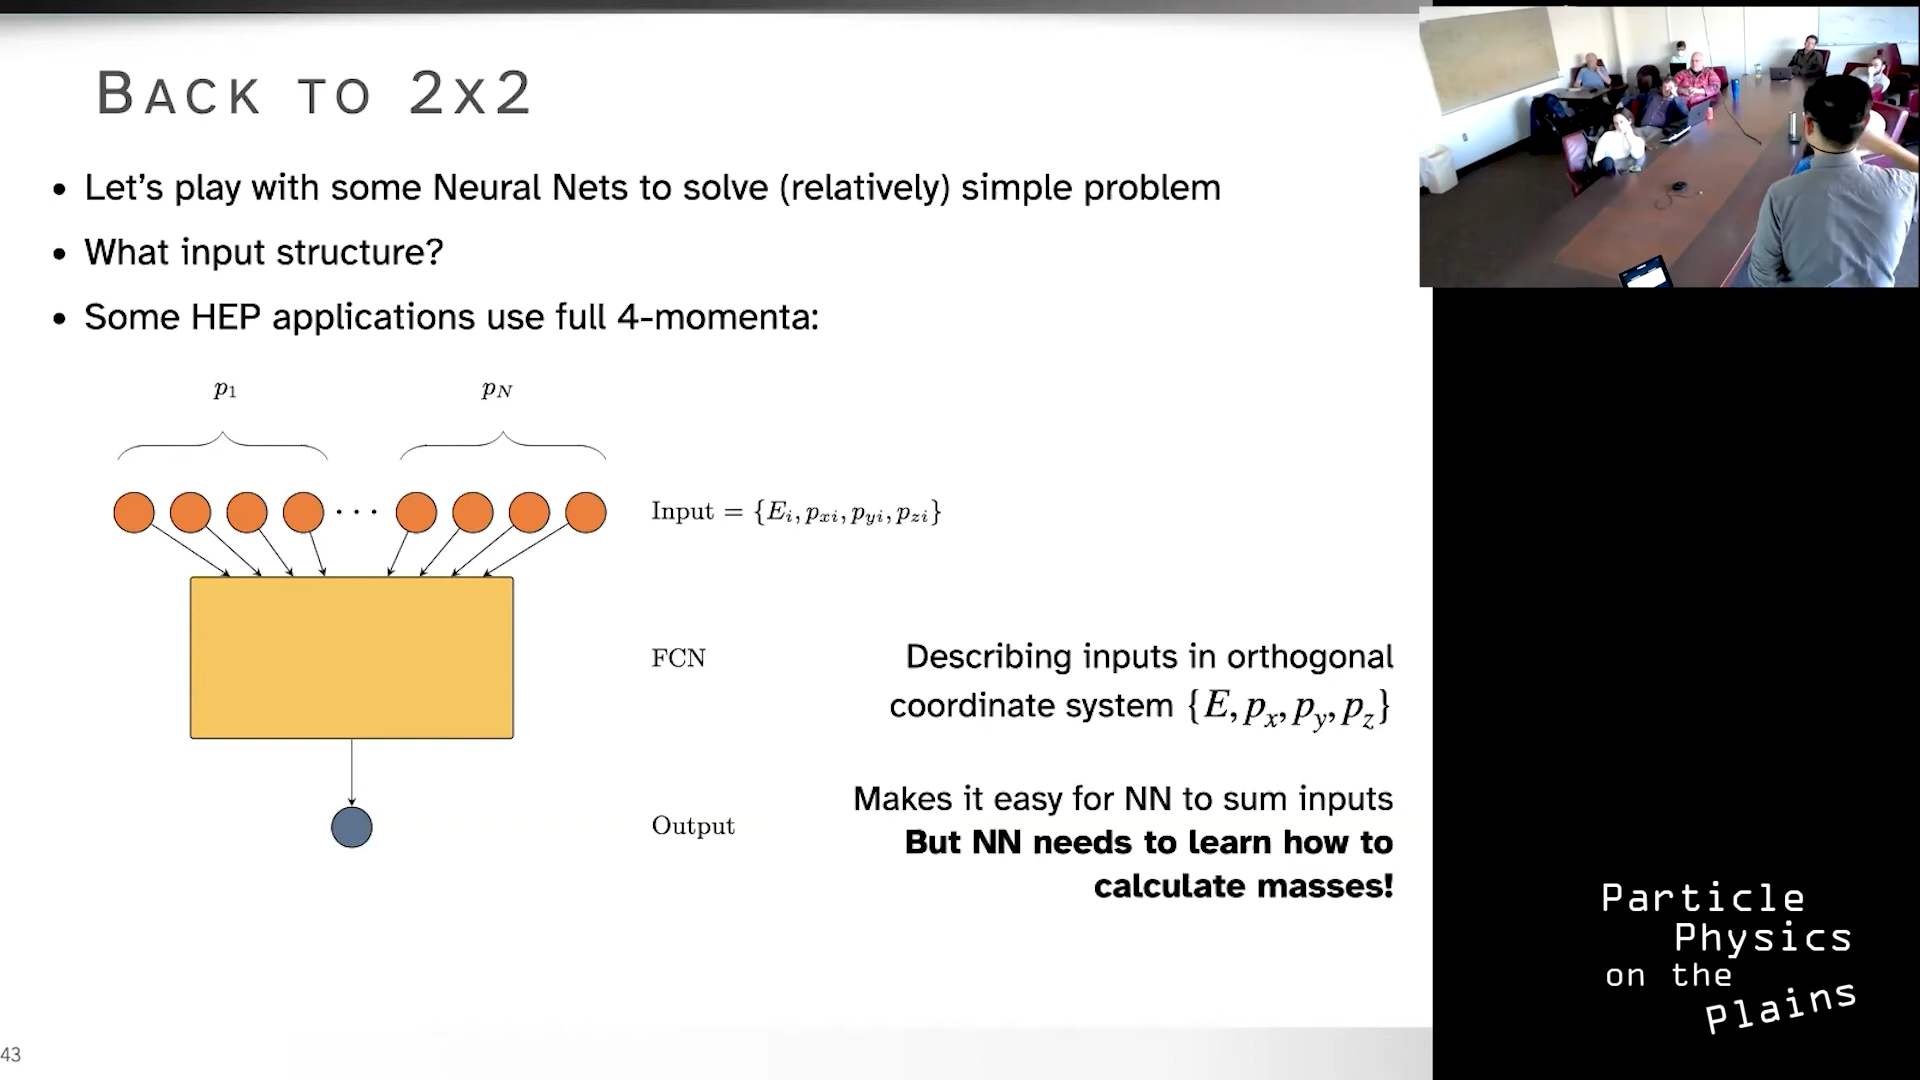 BACK TO 2X2
• Let's play with some Neural Nets to solve (relatively) simple problem
• What input structure?
• Some HEP applications use full 4-momenta:
p₁ p_N
· · ·
Input = {E_i, p_xi, p_yi, p_zi}
FCN
Describing inputs in orthogonal
coordinate system {E, p_x, p_y, p_z}
Makes it easy for NN to sum inputs
But NN needs to learn how to
calculate masses!
Output
43
Particle
Physics
on the
Plains